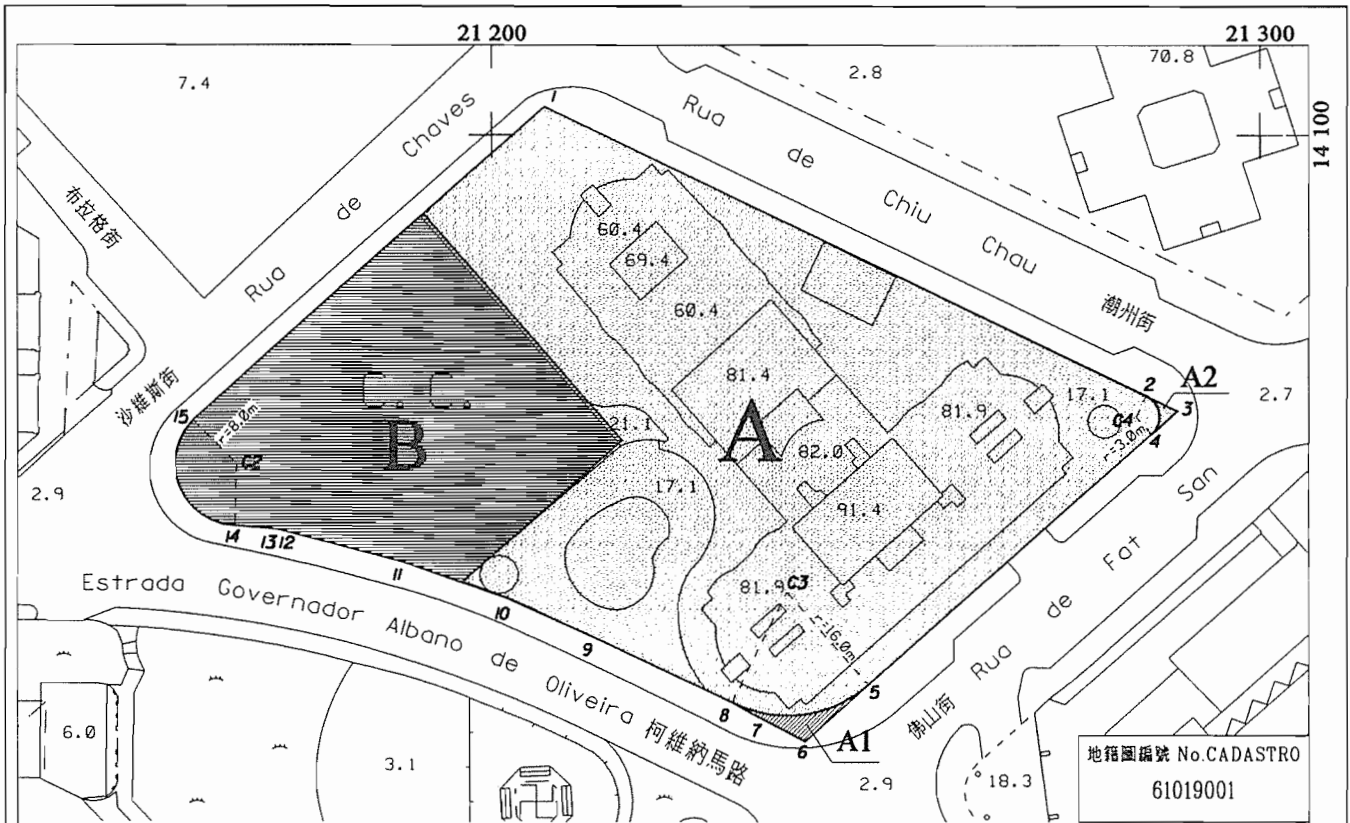 21 200
21 300
14 100
7.4
2.8
70.8
1
Rua de Chaves
Rua de Chiu Chau
布拉格街
潮州街
沙維斯街
60.4
69.4
60.4
81.4
81.9
17.1
2
A2
3
C4
4
r=3.0m
2.7
15
r=8.0m
C2
B
A
21.1
82.0
17.1
91.4
2.9
14
13
12
11
10
9
8
7
6
5
81.9
C3
r=16.0m
A1
Estrada Governador Albano de Oliveira 柯維納馬路
Rua de Fat San
佛山街
6.0
3.1
2.9
18.3
地籍圖編號 No.CADASTRO
61019001